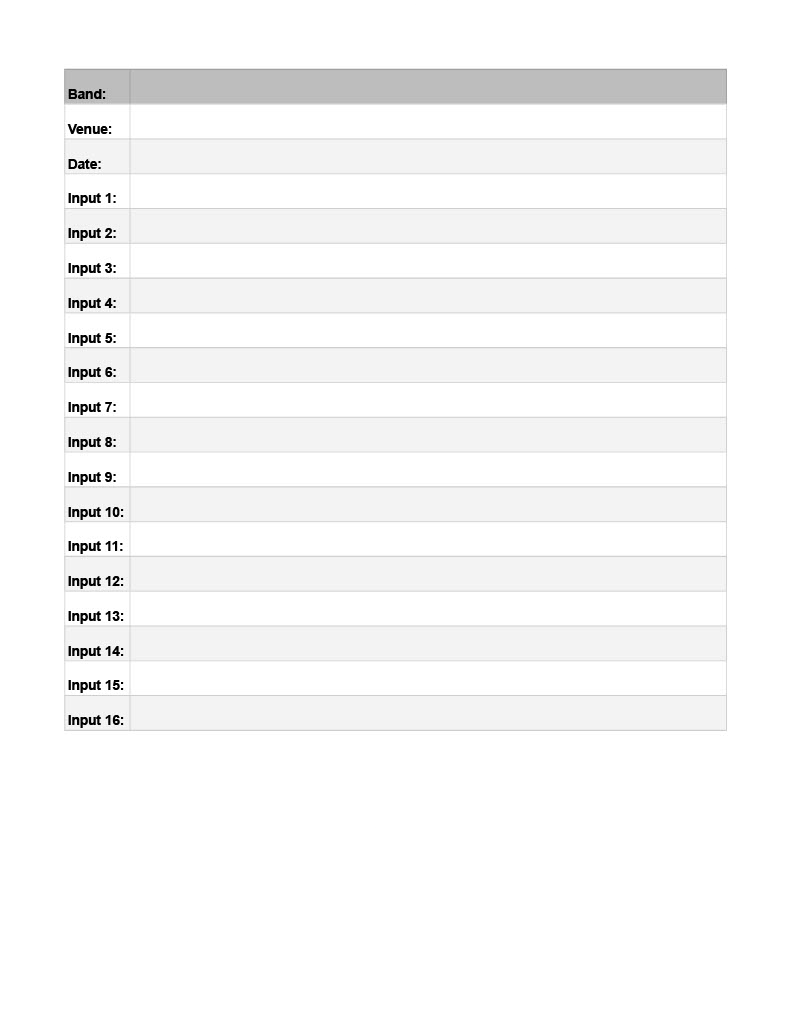 Band:
Venue:
Date:
Input 1:
Input 2:
Input 3:
Input 4:
Input 5:
Input 6:
Input 7:
Input 8:
Input 9:
Input 10:
Input 11:
Input 12:
Input 13:
Input 14:
Input 15:
Input 16: